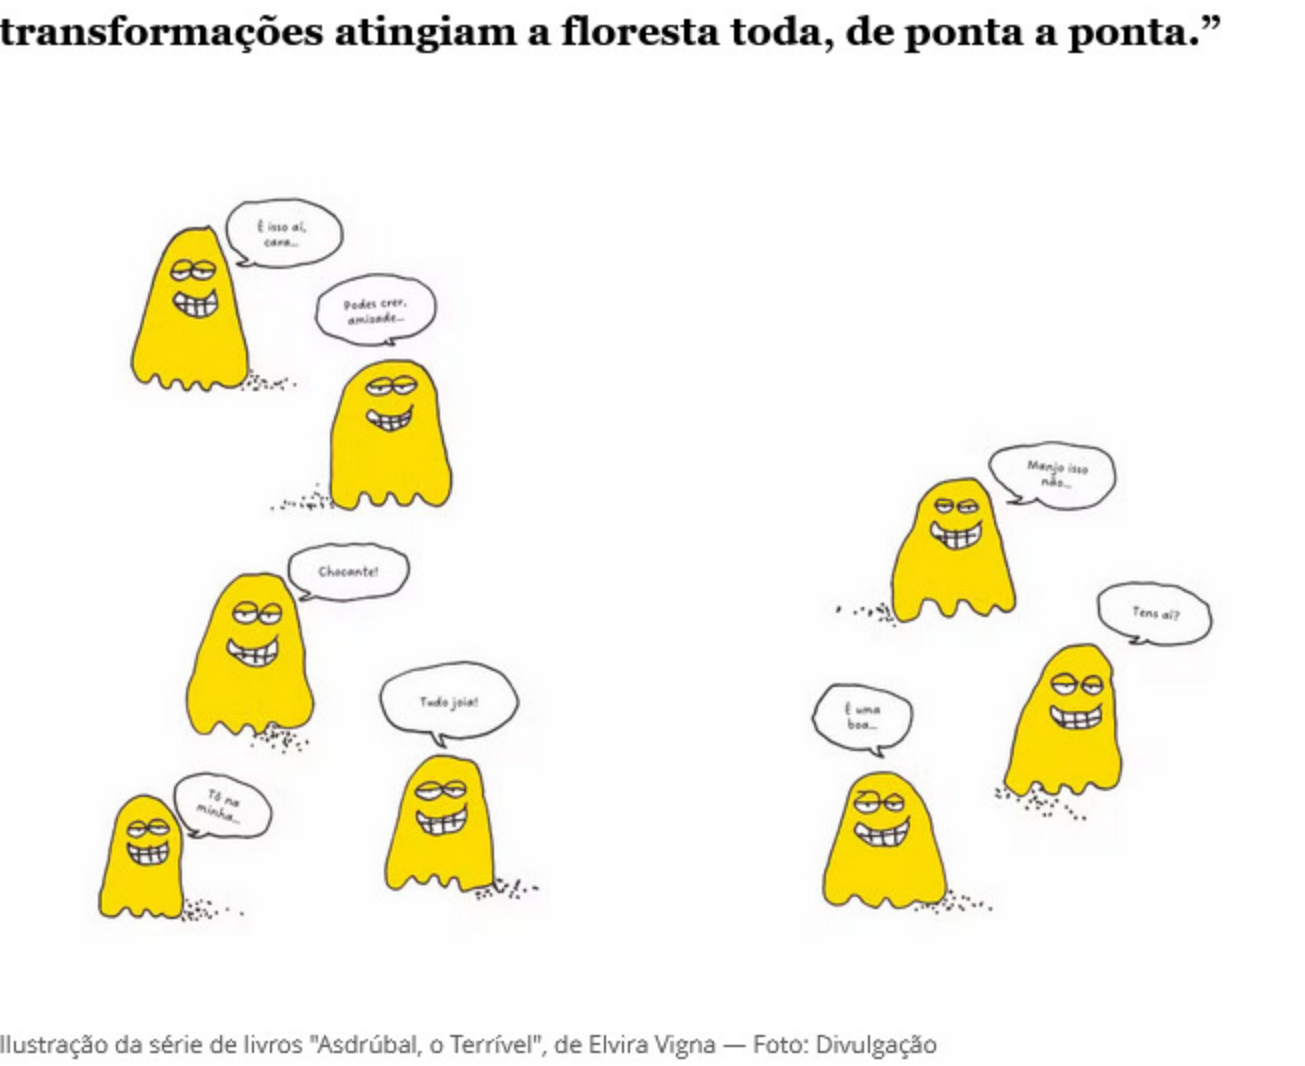 transformações atingiam a floresta toda, de ponta a ponta.”
É isso aí,
cara...
Podes crer,
amizade...
Chocante!
Tudo joia!
Tô na
minha...
Manjo isso
não...
Tens aí?
É uma
boa...
Ilustração da série de livros "Asdrúbal, o Terrível", de Elvira Vigna — Foto: Divulgação